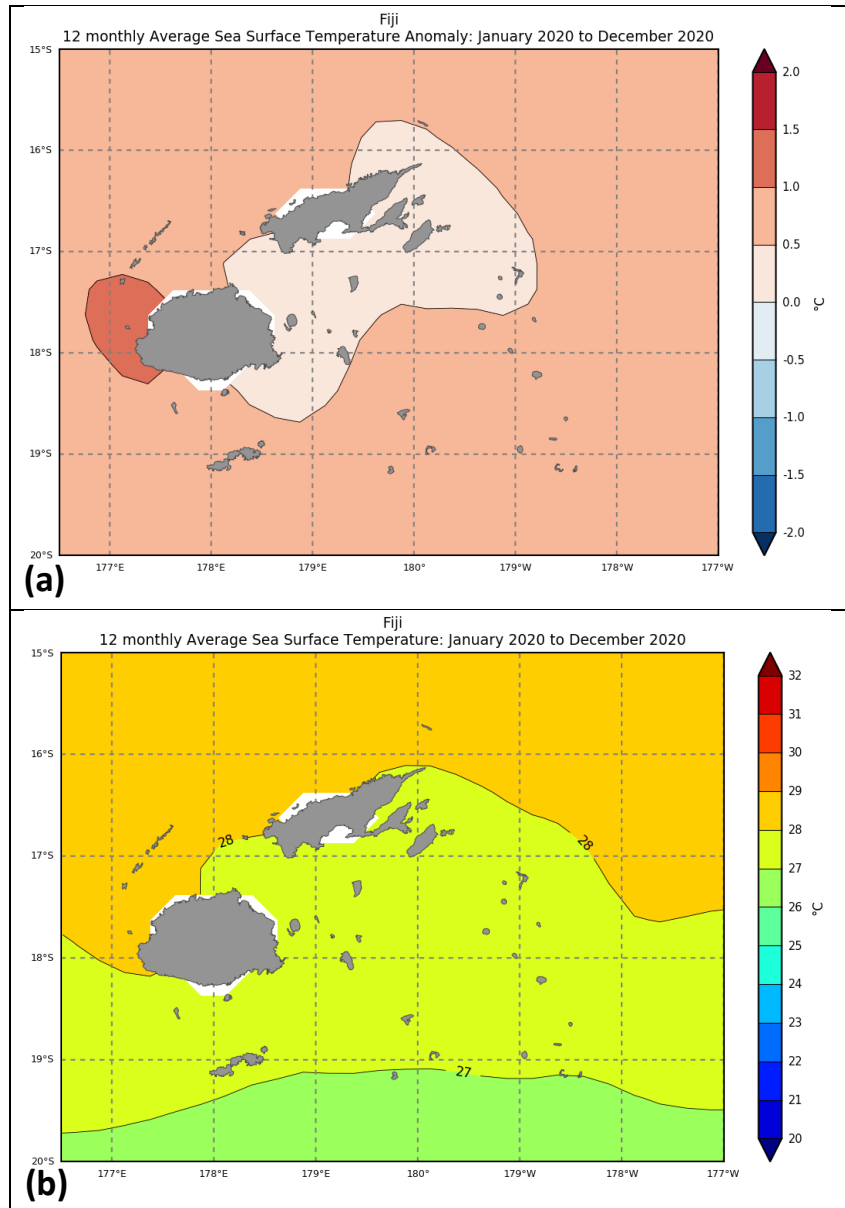 Fiji
12 monthly Average Sea Surface Temperature Anomaly: January 2020 to December 2020
15°S
16°S
17°S
18°S
19°S
20°S
177°E
178°E
179°E
180°
179°W
178°W
177°W
2.0
1.5
1.0
0.5
0.0
-0.5
-1.0
-1.5
-2.0
°C
(a)
Fiji
12 monthly Average Sea Surface Temperature: January 2020 to December 2020
15°S
16°S
17°S
18°S
19°S
20°S
28
28
27
177°E
178°E
179°E
180°
179°W
178°W
177°W
32
31
30
29
28
27
26
25
24
23
22
21
20
°C
(b)